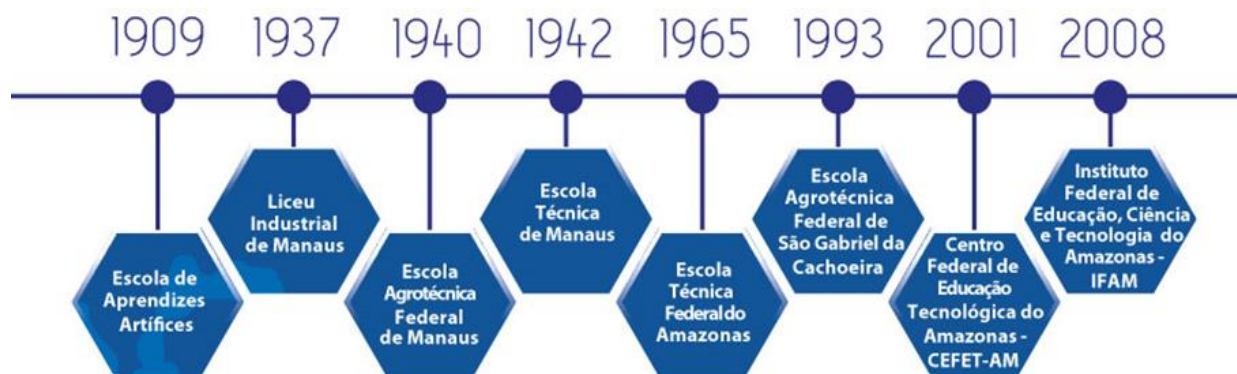 1909 1937 1940 1942 1965 1993 2001 2008
Escola de
Aprendizes
Artífices
Liceu
Industrial
de Manaus
Escola
Agrotécnica
Federal
de Manaus
Escola
Técnica
de Manaus
Escola
Técnica
Federal do
Amazonas
Escola
Agrotécnica
Federal de
São Gabriel da
Cachoeira
Centro
Federal de
Educação
Tecnológica do
Amazonas -
CEFET-AM
Instituto
Federal de
Educação, Ciência
e Tecnologia do
Amazonas -
IFAM